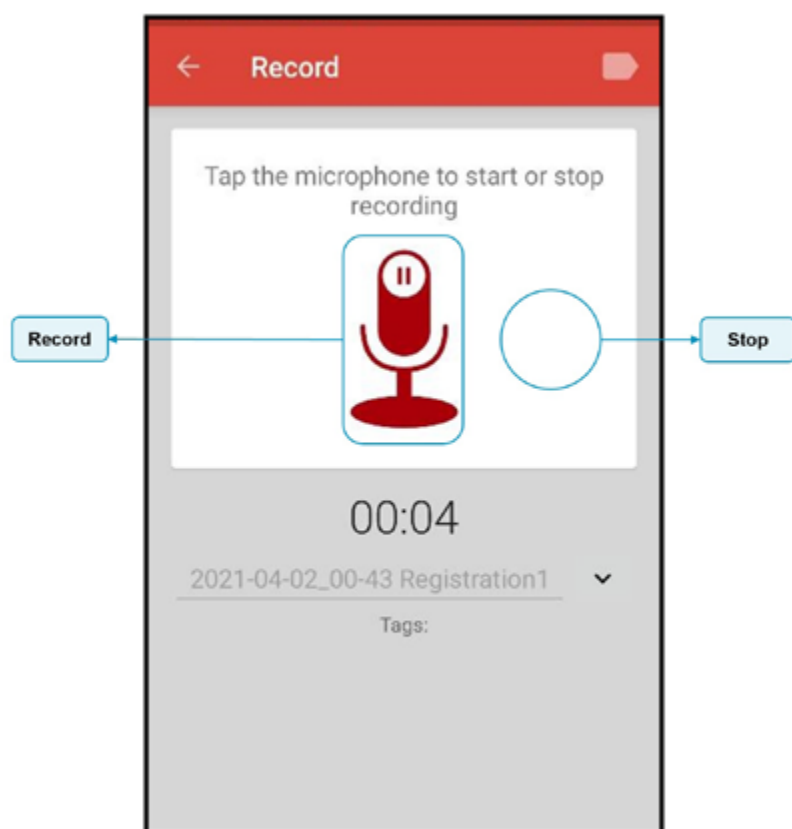 Record
Tap the microphone to start or stop
recording
Record
Stop
00:04
2021-04-02_00-43 Registration1
Tags: